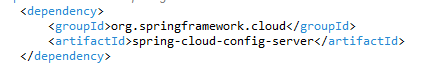 <dependency>
<groupId>org.springframework.cloud</groupId>
<artifactId>spring-cloud-config-server</artifactId>
</dependency>